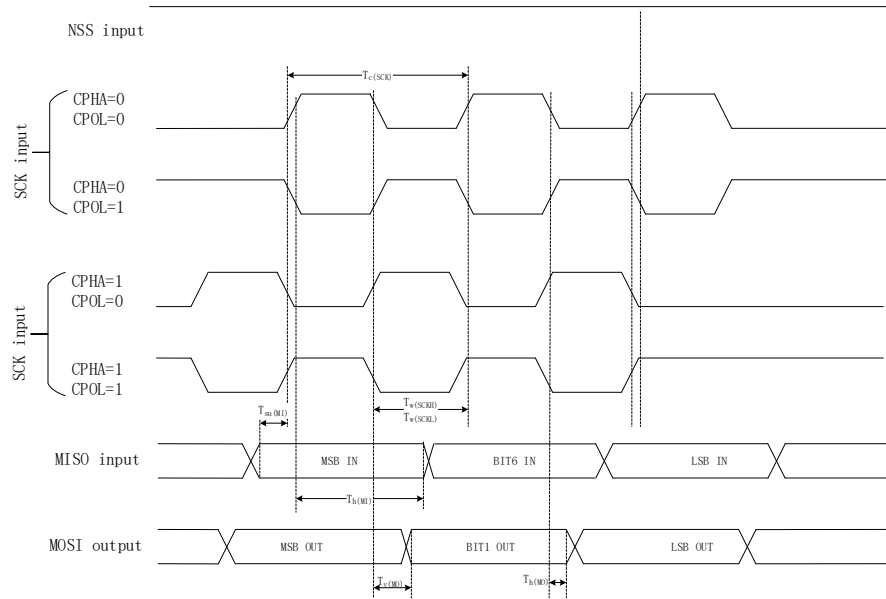 NSS input
Tc(SCK)
SCK input
CPHA=0
CPOL=0
CPHA=0
CPOL=1
SCK input
CPHA=1
CPOL=0
CPHA=1
CPOL=1
Tsu(MI)
Tw(SCKH)
Tw(SCKL)
MISO input
MSB IN
BIT6 IN
LSB IN
Th(MI)
MOSI output
MSB OUT
BIT1 OUT
LSB OUT
Tv(MO)
Th(MO)